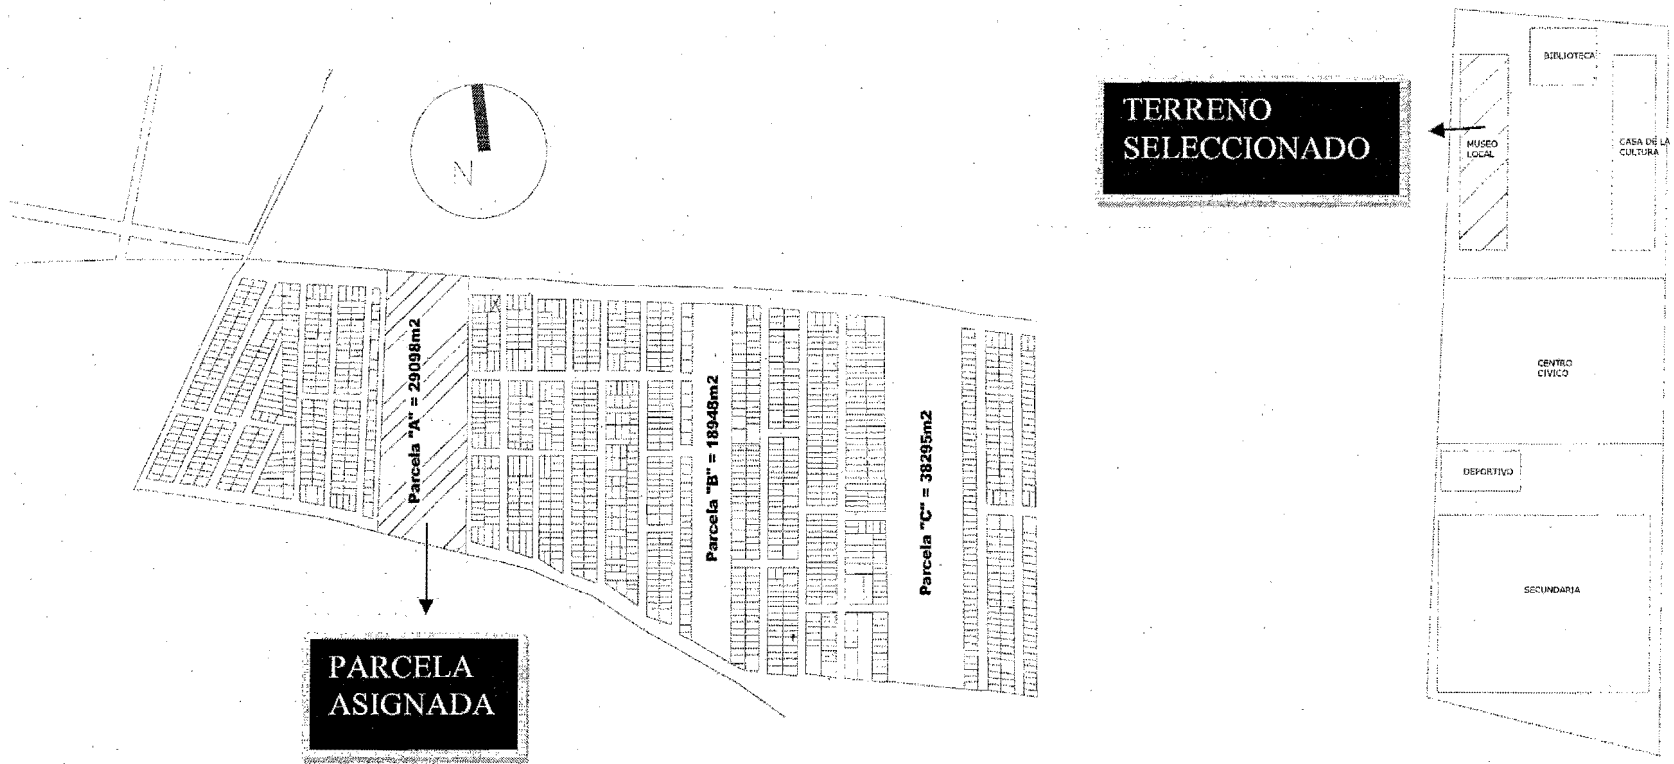 N
Parcela "A" = 29098m2
Parcela "B" = 18948m2
Parcela "C" = 38295m2
PARCELA
ASIGNADA
TERRENO
SELECCIONADO
BIBLIOTECA
MUSEO
LOCAL
CASA DE LA
CULTURA
CENTRO
CIVICO
DEPORTIVO
SECUNDARIA